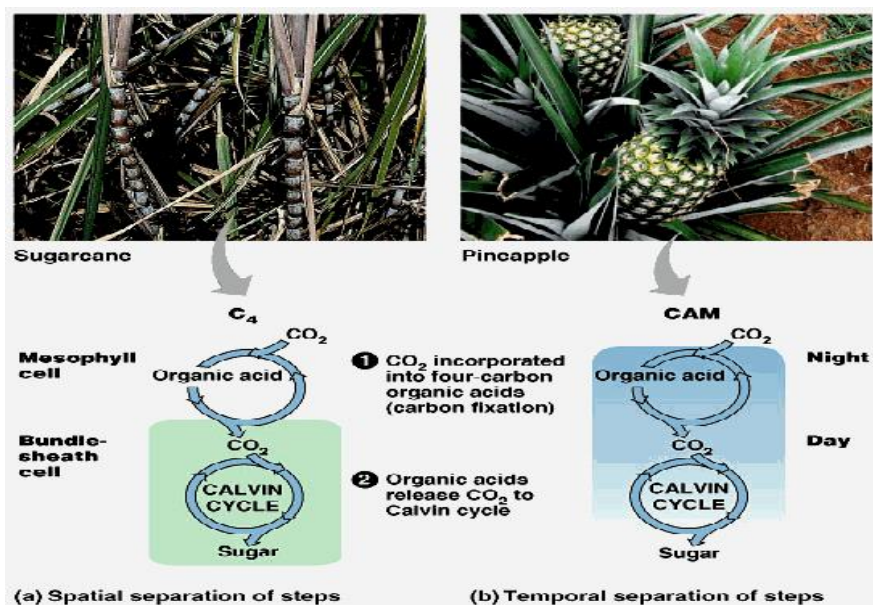 Sugarcane
Pineapple
C₄
CAM
CO₂
CO₂
Mesophyll
cell
Organic acid
❶ CO₂ incorporated
into four-carbon
organic acids
(carbon fixation)
Organic acid
Night
Bundle-
sheath
cell
CO₂
CO₂
Day
CALVIN
CYCLE
❷ Organic acids
release CO₂ to
Calvin cycle
CALVIN
CYCLE
Sugar
Sugar
(a) Spatial separation of steps
(b) Temporal separation of steps